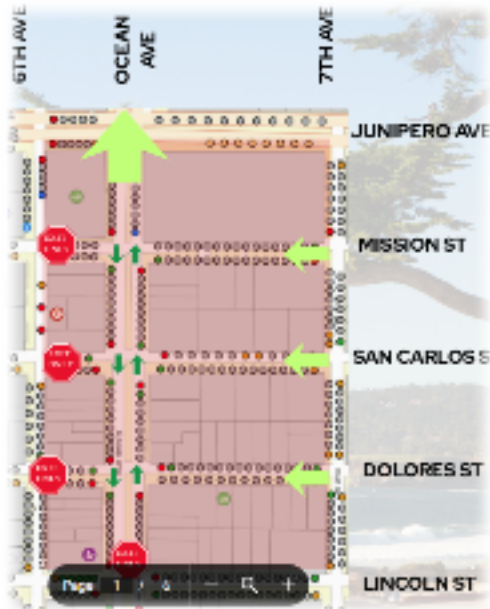 6TH AVE
OCEAN
AVE
7TH AVE
JUNIPERO AVE
MISSION ST
SAN CARLOS S
DOLORES ST
Page 1 /
LINCOLN ST